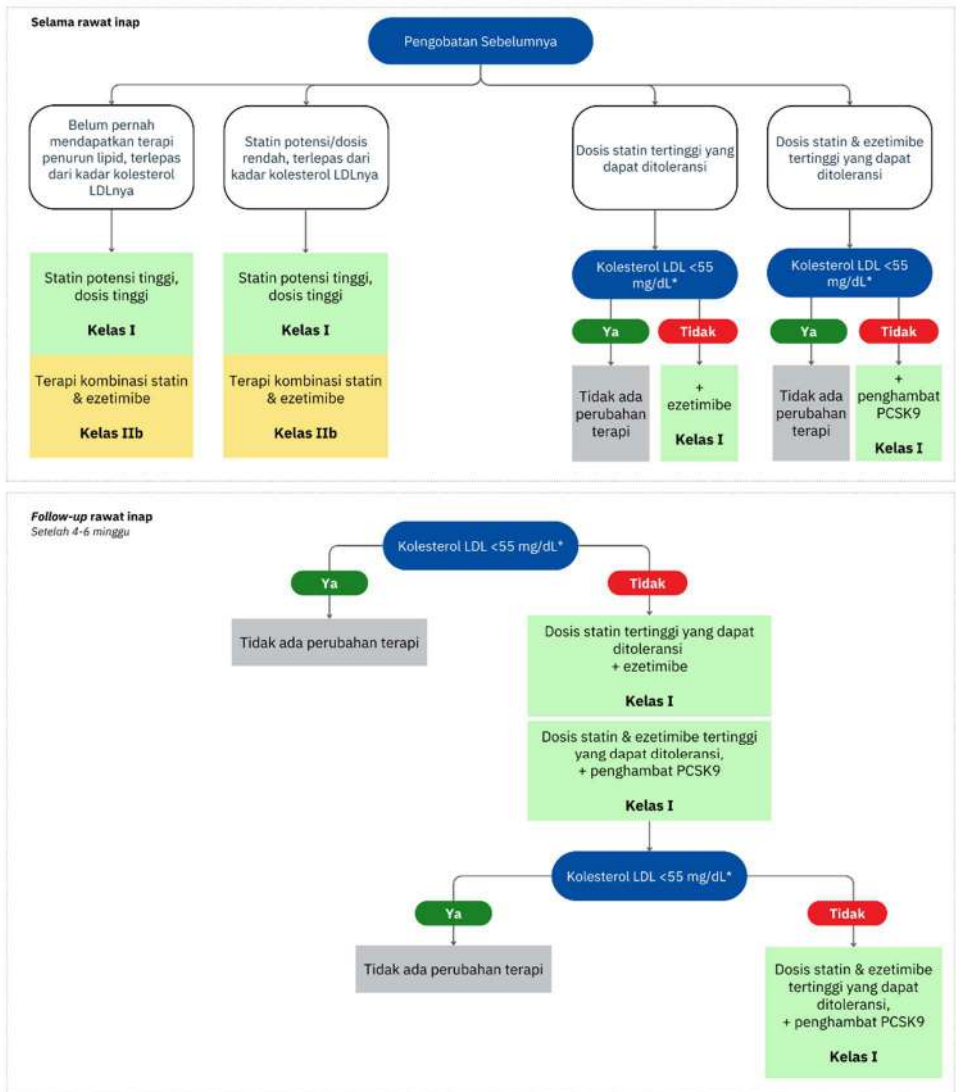 Selama rawat inap
Pengobatan Sebelumnya
Belum pernah
mendapatkan terapi
penurun lipid, terlepas
dari kadar kolesterol
LDLnya
Statin potensi/dosis
rendah, terlepas dari
kadar kolesterol LDLnya
Dosis statin tertinggi yang
dapat ditoleransi
Dosis statin & ezetimibe
tertinggi yang dapat
ditoleransi
Statin potensi tinggi,
dosis tinggi
Kelas I
Terapi kombinasi statin
& ezetimibe
Kelas IIb
Statin potensi tinggi,
dosis tinggi
Kelas I
Terapi kombinasi statin
& ezetimibe
Kelas IIb
Kolesterol LDL <55
mg/dL*
Ya
Tidak
Tidak ada
perubahan
terapi
+
ezetimibe
Kelas I
Kolesterol LDL <55
mg/dL*
Ya
Tidak
Tidak ada
perubahan
terapi
+
penghambat
PCSK9
Kelas I
Follow-up rawat inap
Setelah 4-6 minggu
Kolesterol LDL <55 mg/dL*
Ya
Tidak
Tidak ada perubahan terapi
Dosis statin tertinggi yang dapat
ditoleransi
+ ezetimibe
Kelas I
Dosis statin & ezetimibe tertinggi
yang dapat ditoleransi,
+ penghambat PCSK9
Kelas I
Kolesterol LDL <55 mg/dL*
Ya
Tidak
Tidak ada perubahan terapi
Dosis statin & ezetimibe
tertinggi yang dapat
ditoleransi,
+ penghambat PCSK9
Kelas I